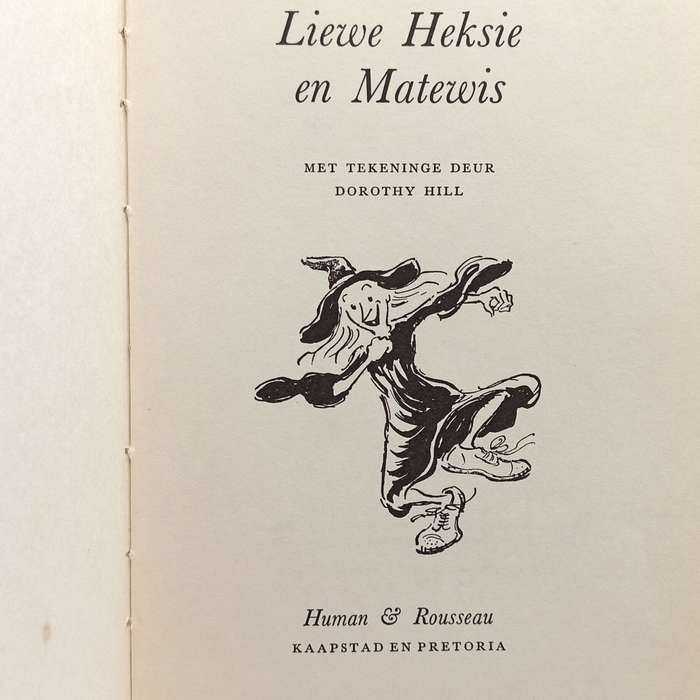 Liewe Heksie
en Matewis
MET TEKENINGE DEUR
DOROTHY HILL
Human & Rousseau
KAAPSTAD EN PRETORIA